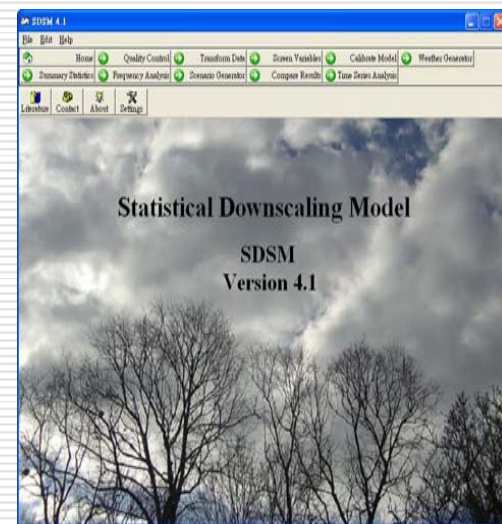 SDSM 4.1
File Edit Help
Home Quality Control Transform Data Screen Variables Calibrate Model Weather Generator
Summary Statistics Frequency Analysis Scenario Generator Compare Results Time Series Analysis
Literature Contact About Settings
Statistical Downscaling Model
SDSM
Version 4.1